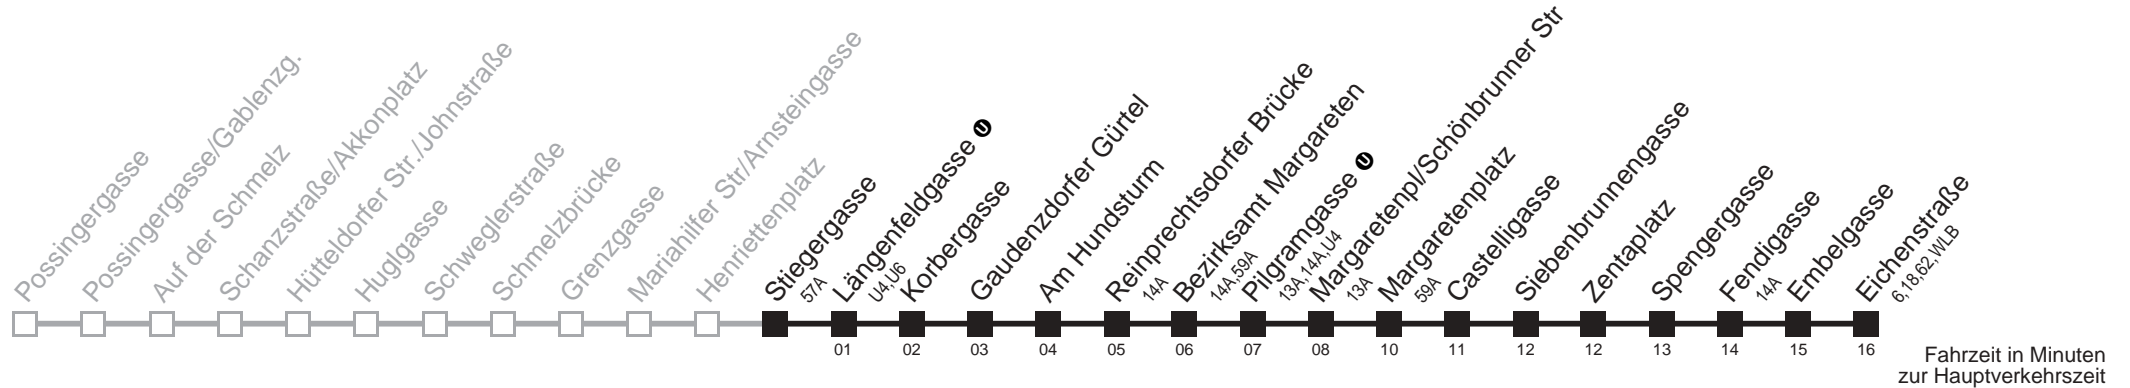 Possingergasse
Possingergasse/Gablenzg.
Auf der Schmelz
Schanzstraße/Akkonplatz
Hütteldorfer Str./Johnstraße
Huglgasse
Schweglerstraße
Schmelzbrücke
Grenzgasse
Mariahilfer Str/Arnsteingasse
Henriettenplatz
Stiegergasse
57A
Längenfeldgasse U
U4,U6
Korbergasse
Gaudenzdorfer Gürtel
Am Hundsturm
Reinprechtsdorfer Brücke
14A
Bezirksamt Margareten
14A,59A
Pilgramgasse U
13A,14A,U4
Margaretenpl/Schönbrunner Str
13A
Margaretenplatz
59A
Castelligasse
Siebenbrunnengasse
Zentaplatz
Spengergasse
Fendigasse
14A
Embelgasse
Eichenstraße
6,18,62,WLB
01 02 03 04 05 06 07 08 10 11 12 12 13 14 15 16
Fahrzeit in Minuten
zur Hauptverkehrszeit